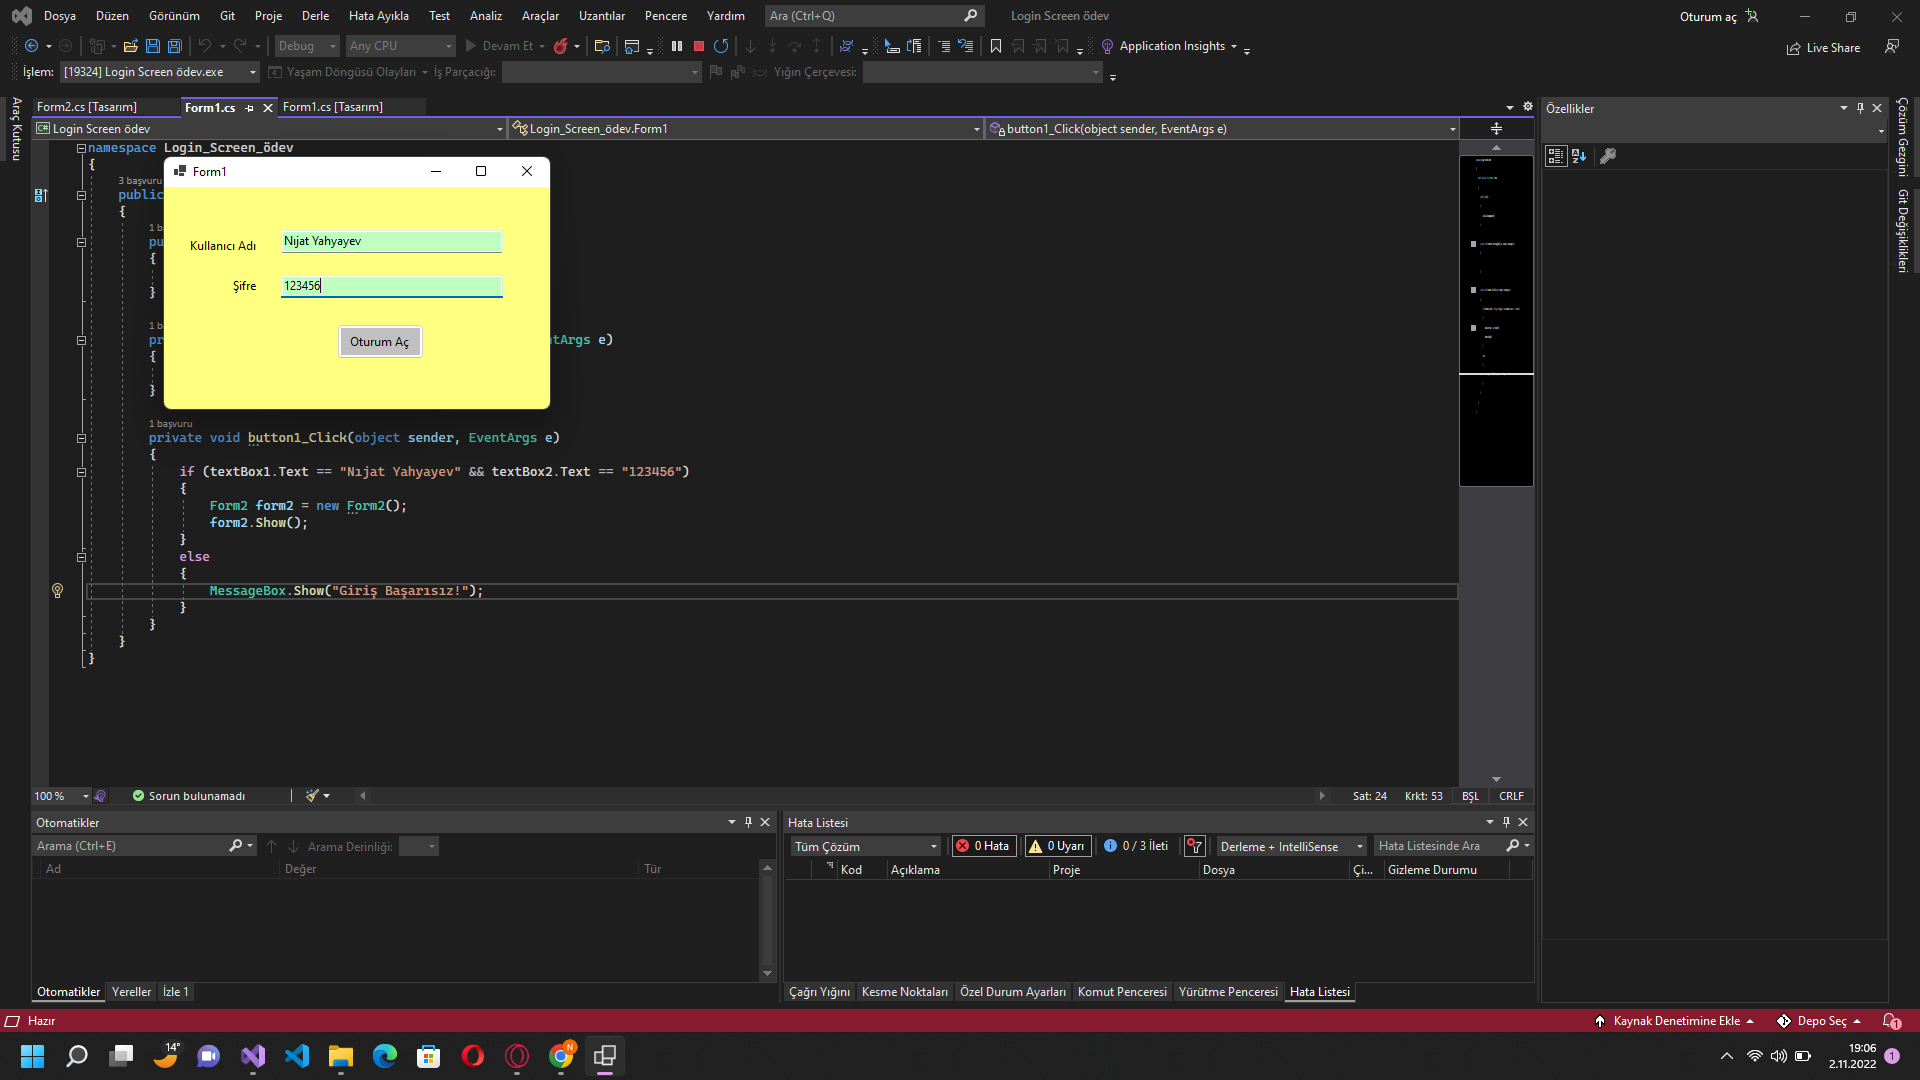 Dosya Düzen Görünüm Git Proje Derle Hata Ayıkla Test Analiz Araçlar Uzantılar Pencere Yardım Ara (Ctrl+Q) Login Screen ödev Oturum aç
Debug Any CPU Devam Et Application Insights Live Share
İşlem: [19324] Login Screen ödev.exe Yaşam Döngüsü Olayları İş Parçacığı: Yığın Çerçevesi:
Araç Kutusu
Form2.cs [Tasarım] Form1.cs Form1.cs [Tasarım]
Login Screen ödev Login_Screen_ödev.Form1 button1_Click(object sender, EventArgs e)
namespace Login_Screen_ödev
{
3 başvuru
public
{
1 ba
pu
{
}
1 ba
pr ntArgs e)
{
}
Form1
Kullanıcı Adı Nıjat Yahyayev
Şifre 123456
Oturum Aç
1 başvuru
private void button1_Click(object sender, EventArgs e)
{
if (textBox1.Text == "Nıjat Yahyayev" && textBox2.Text == "123456")
{
Form2 form2 = new Form2();
form2.Show();
}
else
{
MessageBox.Show("Giriş Başarısız!");
}
}
}
}
100 % Sorun bulunamadı Sat: 24 Krkt: 53 BŞL CRLF
Otomatikler
Arama (Ctrl+E) Arama Derinliği:
Ad Değer Tür
Otomatikler Yereller İzle 1
Hata Listesi
Tüm Çözüm 0 Hata 0 Uyarı 0 / 3 İleti Derleme + IntelliSense Hata Listesinde Ara
Kod Açıklama Proje Dosya Çi... Gizleme Durumu
Çağrı Yığını Kesme Noktaları Özel Durum Ayarları Komut Penceresi Yürütme Penceresi Hata Listesi
Özellikler
Çözüm Gezgini
Git Değişiklikleri
Hazır Kaynak Denetimine Ekle Depo Seç 1
14° N 19:06
2.11.2022 1